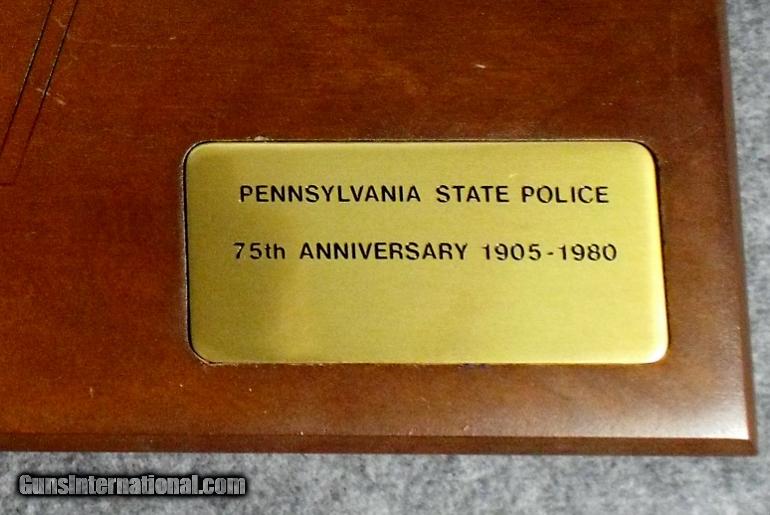 PENNSYLVANIA STATE POLICE
75th ANNIVERSARY 1905-1980
GunsInternational.com